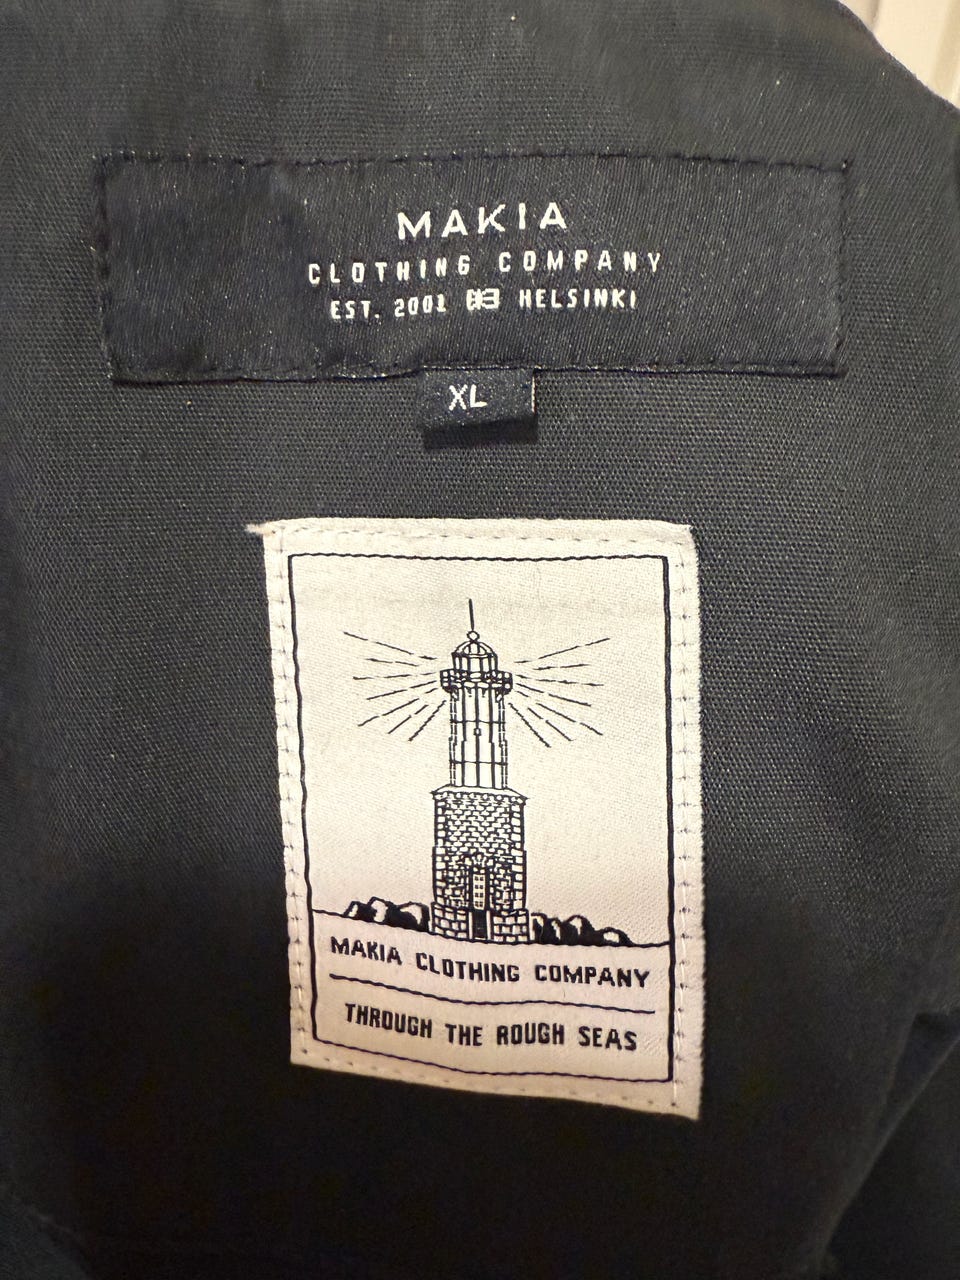 MAKIA
CLOTHING COMPANY
EST. 2001 HELSINKI
XL
MAKIA CLOTHING COMPANY
THROUGH THE ROUGH SEAS